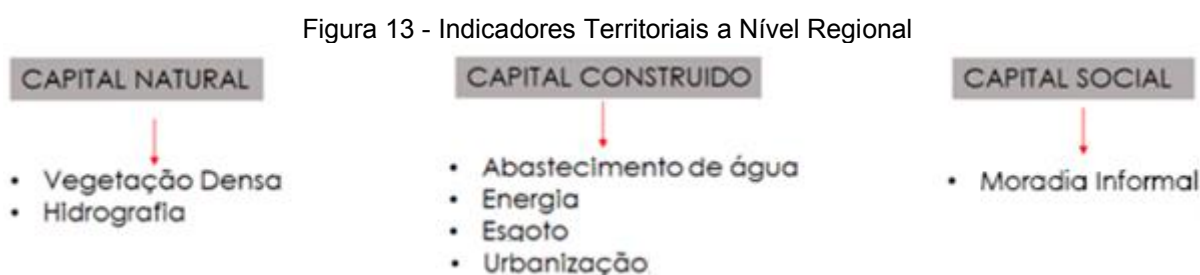 Figura 13 - Indicadores Territoriais a Nível Regional
CAPITAL NATURAL
• Vegetação Densa
• Hidrografia
CAPITAL CONSTRUIDO
• Abastecimento de água
• Energia
• Esgoto
• Urbanização
CAPITAL SOCIAL
• Moradia Informal